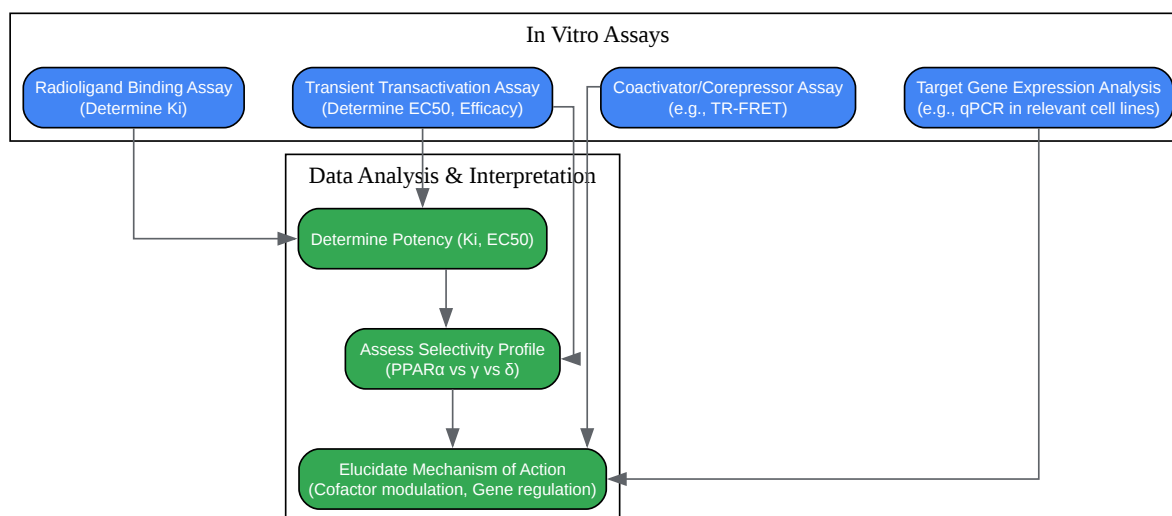 In Vitro Assays
Radioligand Binding Assay
(Determine Ki)
Transient Transactivation Assay
(Determine EC50, Efficacy)
Coactivator/Corepressor Assay
(e.g., TR-FRET)
Target Gene Expression Analysis
(e.g., qPCR in relevant cell lines)
Data Analysis & Interpretation
Determine Potency (Ki, EC50)
Assess Selectivity Profile
(PPARα vs γ vs δ)
Elucidate Mechanism of Action
(Cofactor modulation, Gene regulation)